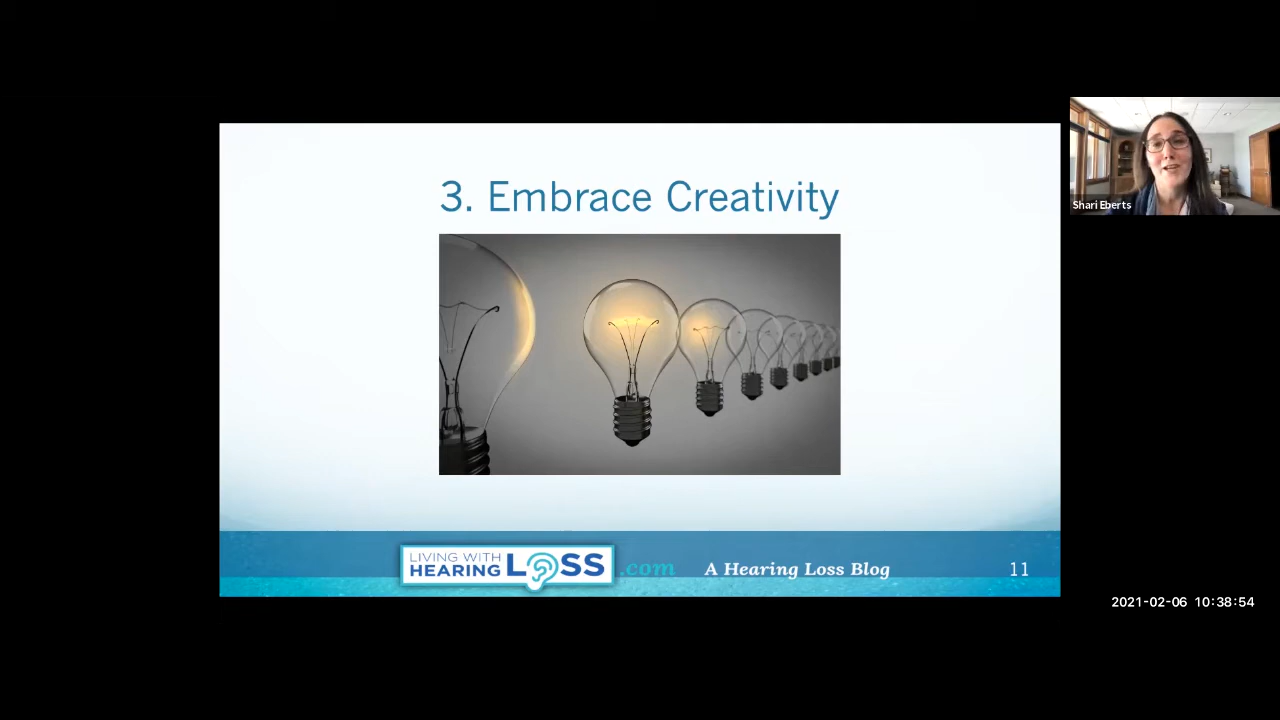 3. Embrace Creativity
Shari Eberts
LIVING WITH
HEARING LOSS
.com
A Hearing Loss Blog
11
2021-02-06 10:38:54